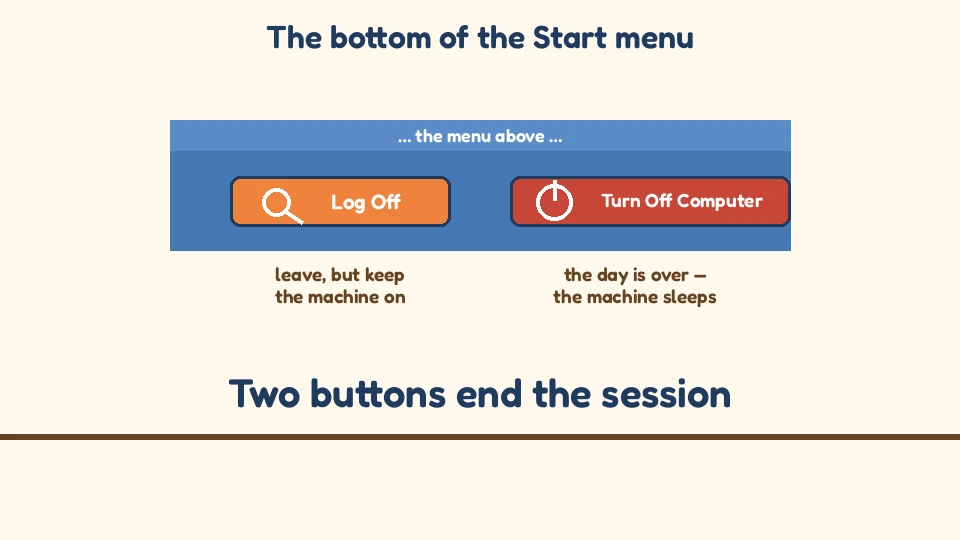 The bottom of the Start menu
... the menu above ...
Log Off
Turn Off Computer
leave, but keep
the machine on
the day is over —
the machine sleeps
Two buttons end the session